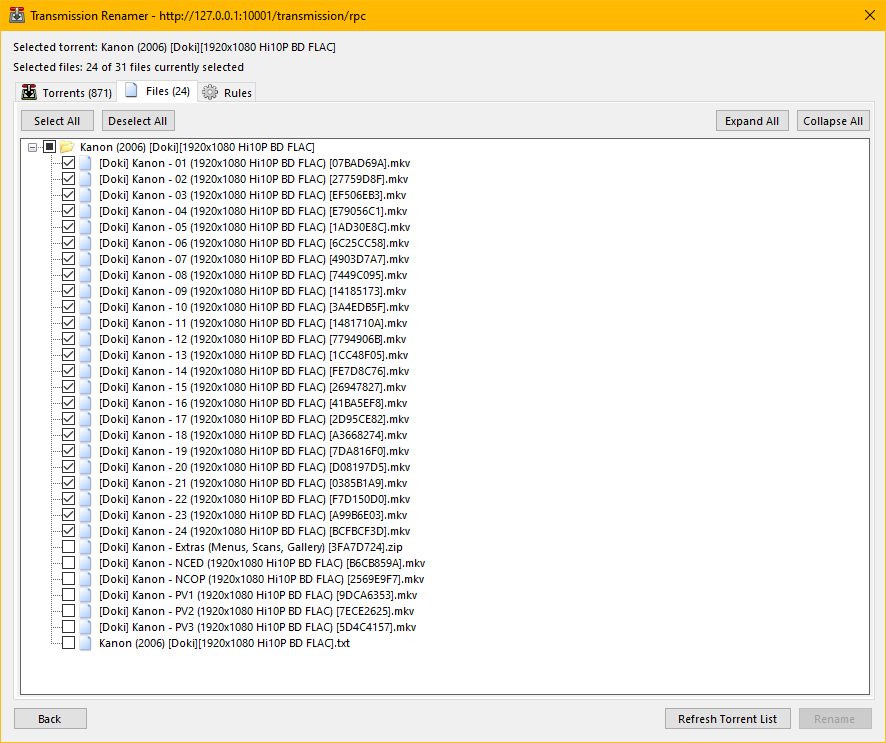 Transmission Renamer - http://127.0.0.1:10001/transmission/rpc
Selected torrent: Kanon (2006) [Doki][1920x1080 Hi10P BD FLAC]
Selected files: 24 of 31 files currently selected
Torrents (871) Files (24) Rules
Select All Deselect All Expand All Collapse All
Kanon (2006) [Doki][1920x1080 Hi10P BD FLAC]
[Doki] Kanon - 01 (1920x1080 Hi10P BD FLAC) [07BAD69A].mkv
[Doki] Kanon - 02 (1920x1080 Hi10P BD FLAC) [27759D8F].mkv
[Doki] Kanon - 03 (1920x1080 Hi10P BD FLAC) [EF506EB3].mkv
[Doki] Kanon - 04 (1920x1080 Hi10P BD FLAC) [E79056C1].mkv
[Doki] Kanon - 05 (1920x1080 Hi10P BD FLAC) [1AD30E8C].mkv
[Doki] Kanon - 06 (1920x1080 Hi10P BD FLAC) [6C25CC58].mkv
[Doki] Kanon - 07 (1920x1080 Hi10P BD FLAC) [4903D7A7].mkv
[Doki] Kanon - 08 (1920x1080 Hi10P BD FLAC) [7449C095].mkv
[Doki] Kanon - 09 (1920x1080 Hi10P BD FLAC) [14185173].mkv
[Doki] Kanon - 10 (1920x1080 Hi10P BD FLAC) [3A4EDB5F].mkv
[Doki] Kanon - 11 (1920x1080 Hi10P BD FLAC) [1481710A].mkv
[Doki] Kanon - 12 (1920x1080 Hi10P BD FLAC) [7794906B].mkv
[Doki] Kanon - 13 (1920x1080 Hi10P BD FLAC) [1CC48F05].mkv
[Doki] Kanon - 14 (1920x1080 Hi10P BD FLAC) [FE7D8C76].mkv
[Doki] Kanon - 15 (1920x1080 Hi10P BD FLAC) [26947827].mkv
[Doki] Kanon - 16 (1920x1080 Hi10P BD FLAC) [41BA5EF8].mkv
[Doki] Kanon - 17 (1920x1080 Hi10P BD FLAC) [2D95CE82].mkv
[Doki] Kanon - 18 (1920x1080 Hi10P BD FLAC) [A3668274].mkv
[Doki] Kanon - 19 (1920x1080 Hi10P BD FLAC) [7DA816F0].mkv
[Doki] Kanon - 20 (1920x1080 Hi10P BD FLAC) [D08197D5].mkv
[Doki] Kanon - 21 (1920x1080 Hi10P BD FLAC) [0385B1A9].mkv
[Doki] Kanon - 22 (1920x1080 Hi10P BD FLAC) [F7D150D0].mkv
[Doki] Kanon - 23 (1920x1080 Hi10P BD FLAC) [A99B6E03].mkv
[Doki] Kanon - 24 (1920x1080 Hi10P BD FLAC) [BCFBCF3D].mkv
[Doki] Kanon - Extras (Menus, Scans, Gallery) [3FA7D724].zip
[Doki] Kanon - NCED (1920x1080 Hi10P BD FLAC) [B6CB859A].mkv
[Doki] Kanon - NCOP (1920x1080 Hi10P BD FLAC) [2569E9F7].mkv
[Doki] Kanon - PV1 (1920x1080 Hi10P BD FLAC) [9DCA6353].mkv
[Doki] Kanon - PV2 (1920x1080 Hi10P BD FLAC) [7ECE2625].mkv
[Doki] Kanon - PV3 (1920x1080 Hi10P BD FLAC) [5D4C4157].mkv
Kanon (2006) [Doki][1920x1080 Hi10P BD FLAC].txt
Back Refresh Torrent List Rename